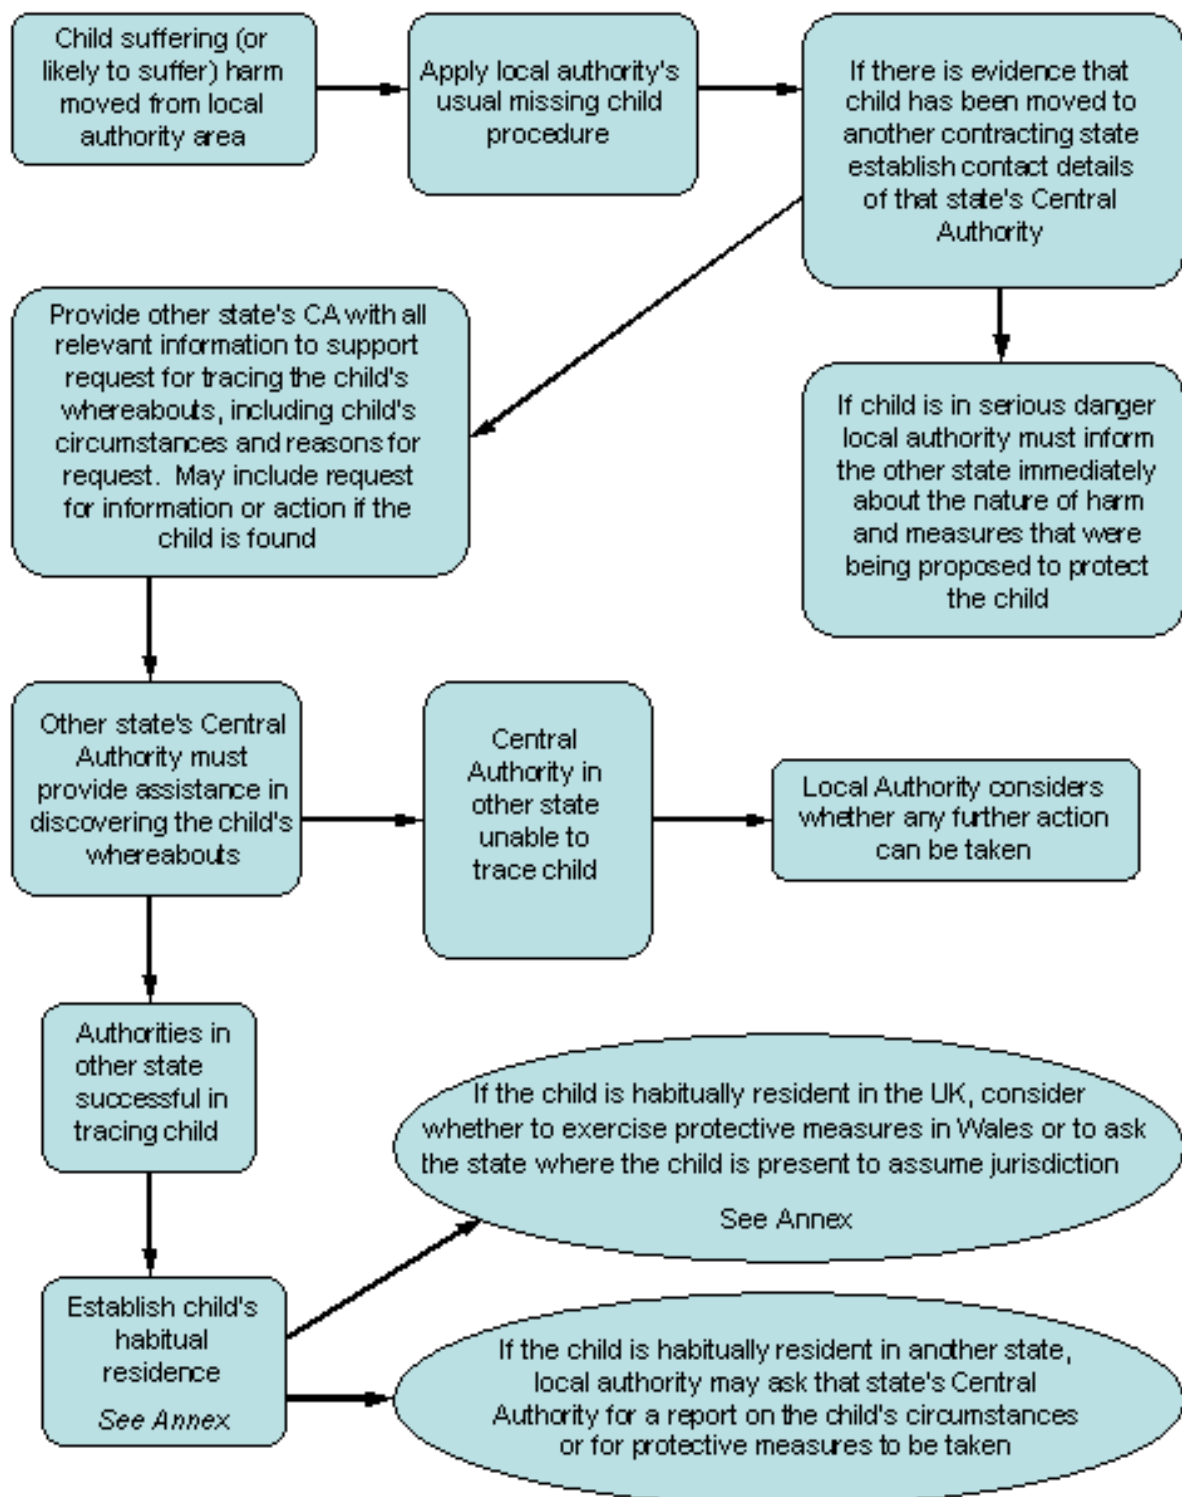 Child suffering (or
likely to suffer) harm
moved from local
authority area
Apply local authority's
usual missing child
procedure
If there is evidence that
child has been moved to
another contracting state
establish contact details
of that state's Central
Authority
Provide other state's CA with all
relevant information to support
request for tracing the child's
whereabouts, including child's
circumstances and reasons for
request. May include request
for information or action if the
child is found
If child is in serious danger
local authority must inform
the other state immediately
about the nature of harm
and measures that were
being proposed to protect
the child
Other state's Central
Authority must
provide assistance in
discovering the child's
whereabouts
Central
Authority in
other state
unable to
trace child
Local Authority considers
whether any further action
can be taken
Authorities in
other state
successful in
tracing child
If the child is habitually resident in the UK, consider
whether to exercise protective measures in Wales or to ask
the state where the child is present to assume jurisdiction
See Annex
Establish child's
habitual
residence
See Annex
If the child is habitually resident in another state,
local authority may ask that state's Central
Authority for a report on the child's circumstances
or for protective measures to be taken